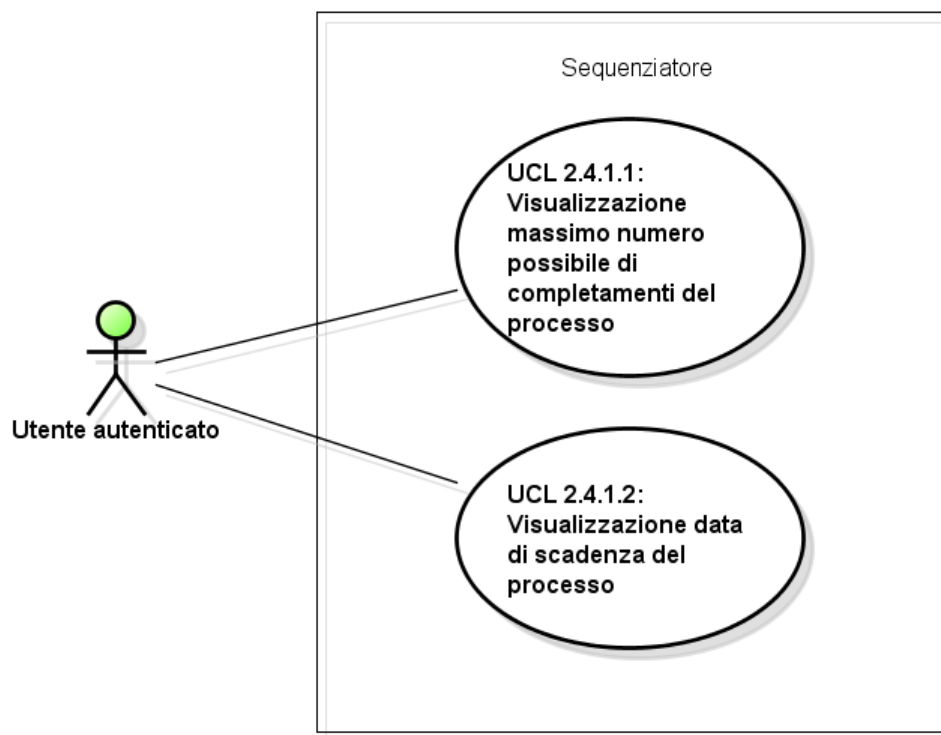 Sequenziatore
UCL 2.4.1.1:
Visualizzazione
massimo numero
possibile di
completamenti del
processo
Utente autenticato
UCL 2.4.1.2:
Visualizzazione data
di scadenza del
processo